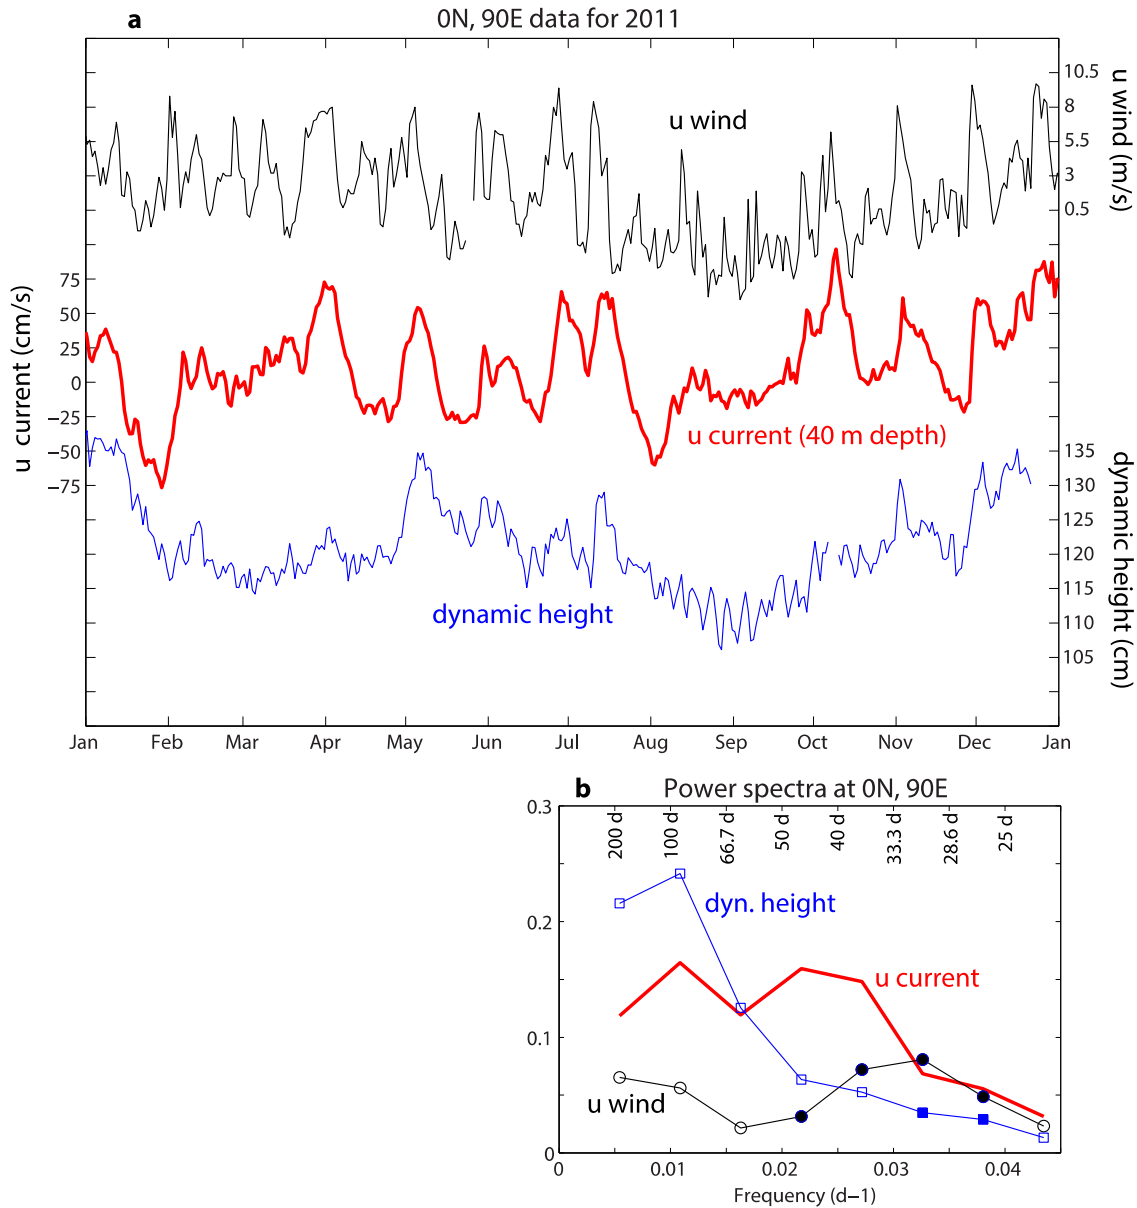 a 0N, 90E data for 2011
10.5
8
5.5
3
0.5
u wind (m/s)
u wind
75
50
25
0
−25
−50
−75
u current (cm/s)
u current (40 m depth)
135
130
125
120
115
110
105
dynamic height (cm)
dynamic height
Jan Feb Mar Apr May Jun Jul Aug Sep Oct Nov Dec Jan
b Power spectra at 0N, 90E
0.3
0.2
0.1
0
200 d 100 d 66.7 d 50 d 40 d 33.3 d 28.6 d 25 d
dyn. height
u current
u wind
0 0.01 0.02 0.03 0.04
Frequency (d−1)